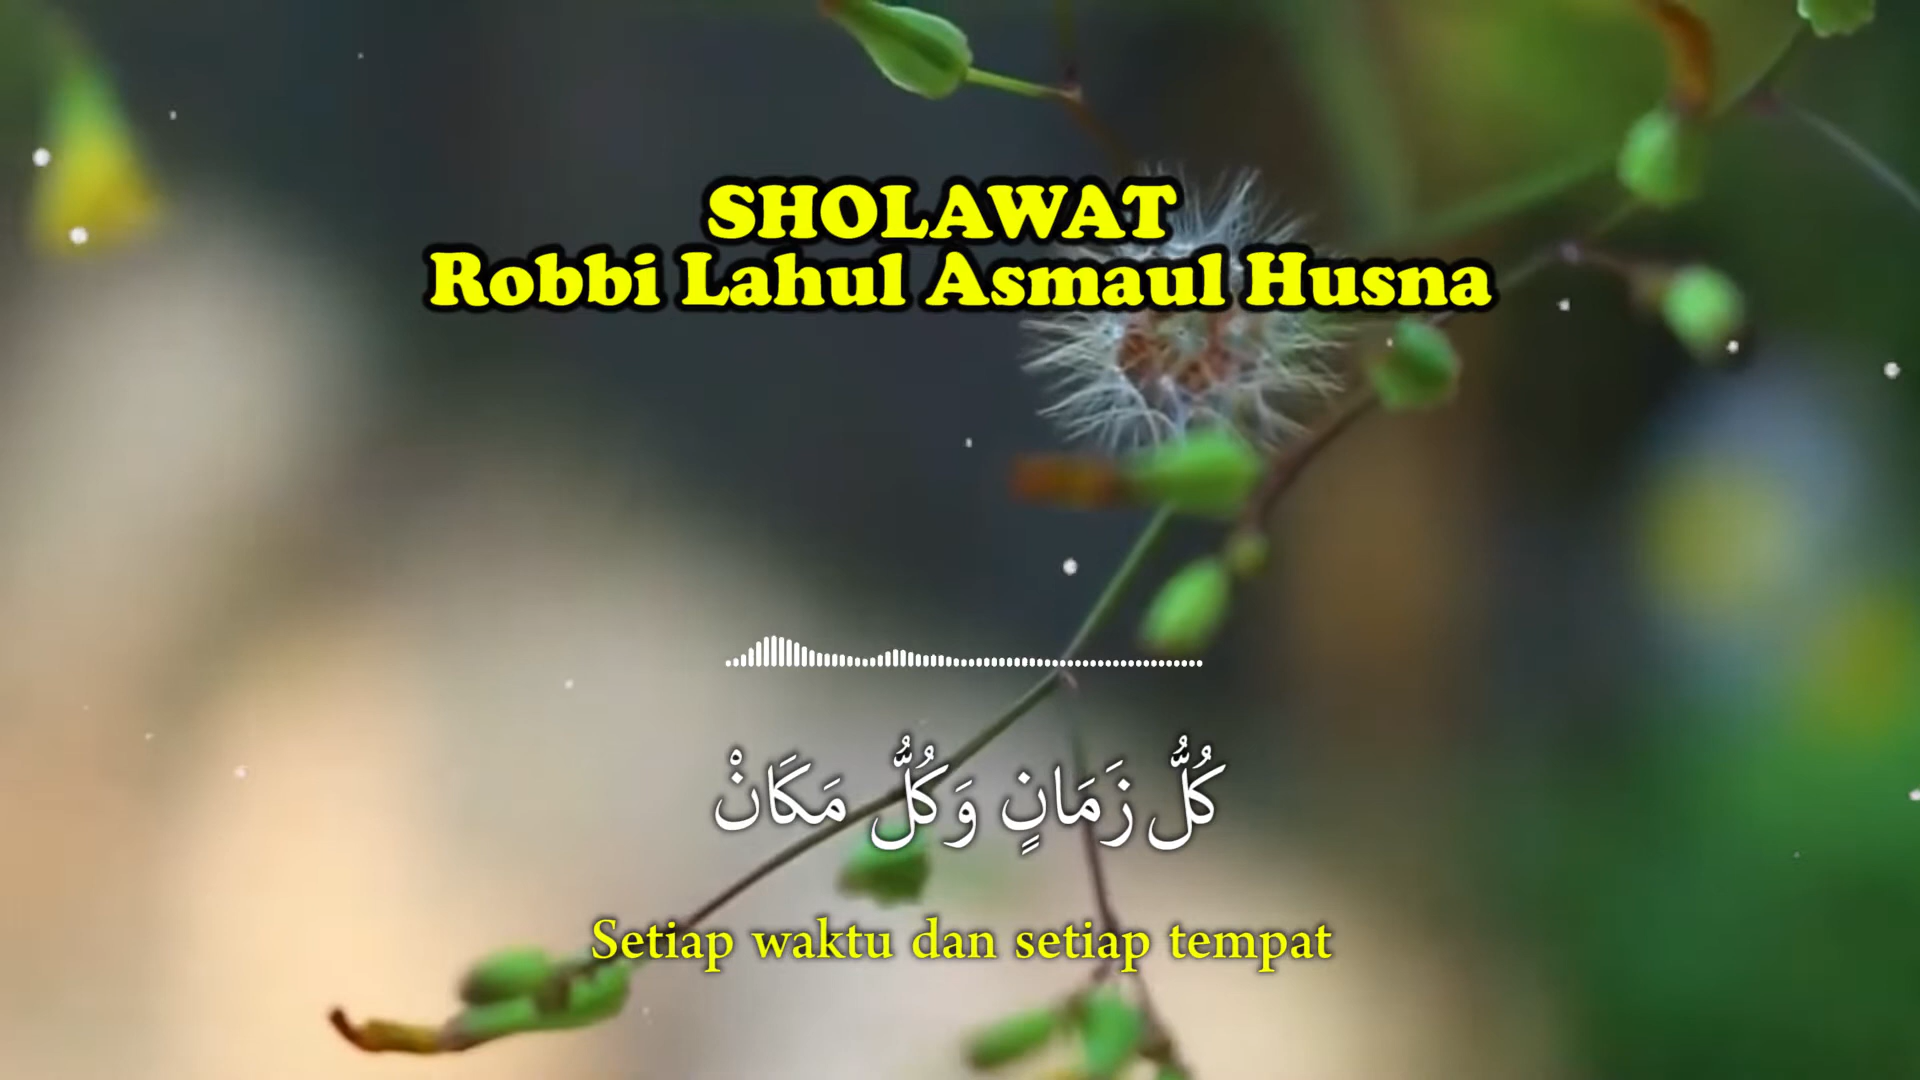 SHOLAWAT
Robbi Lahul Asmaul Husna
كُلُّ زَمَانٍ وَكُلُّ مَكَانْ
Setiap waktu dan setiap tempat